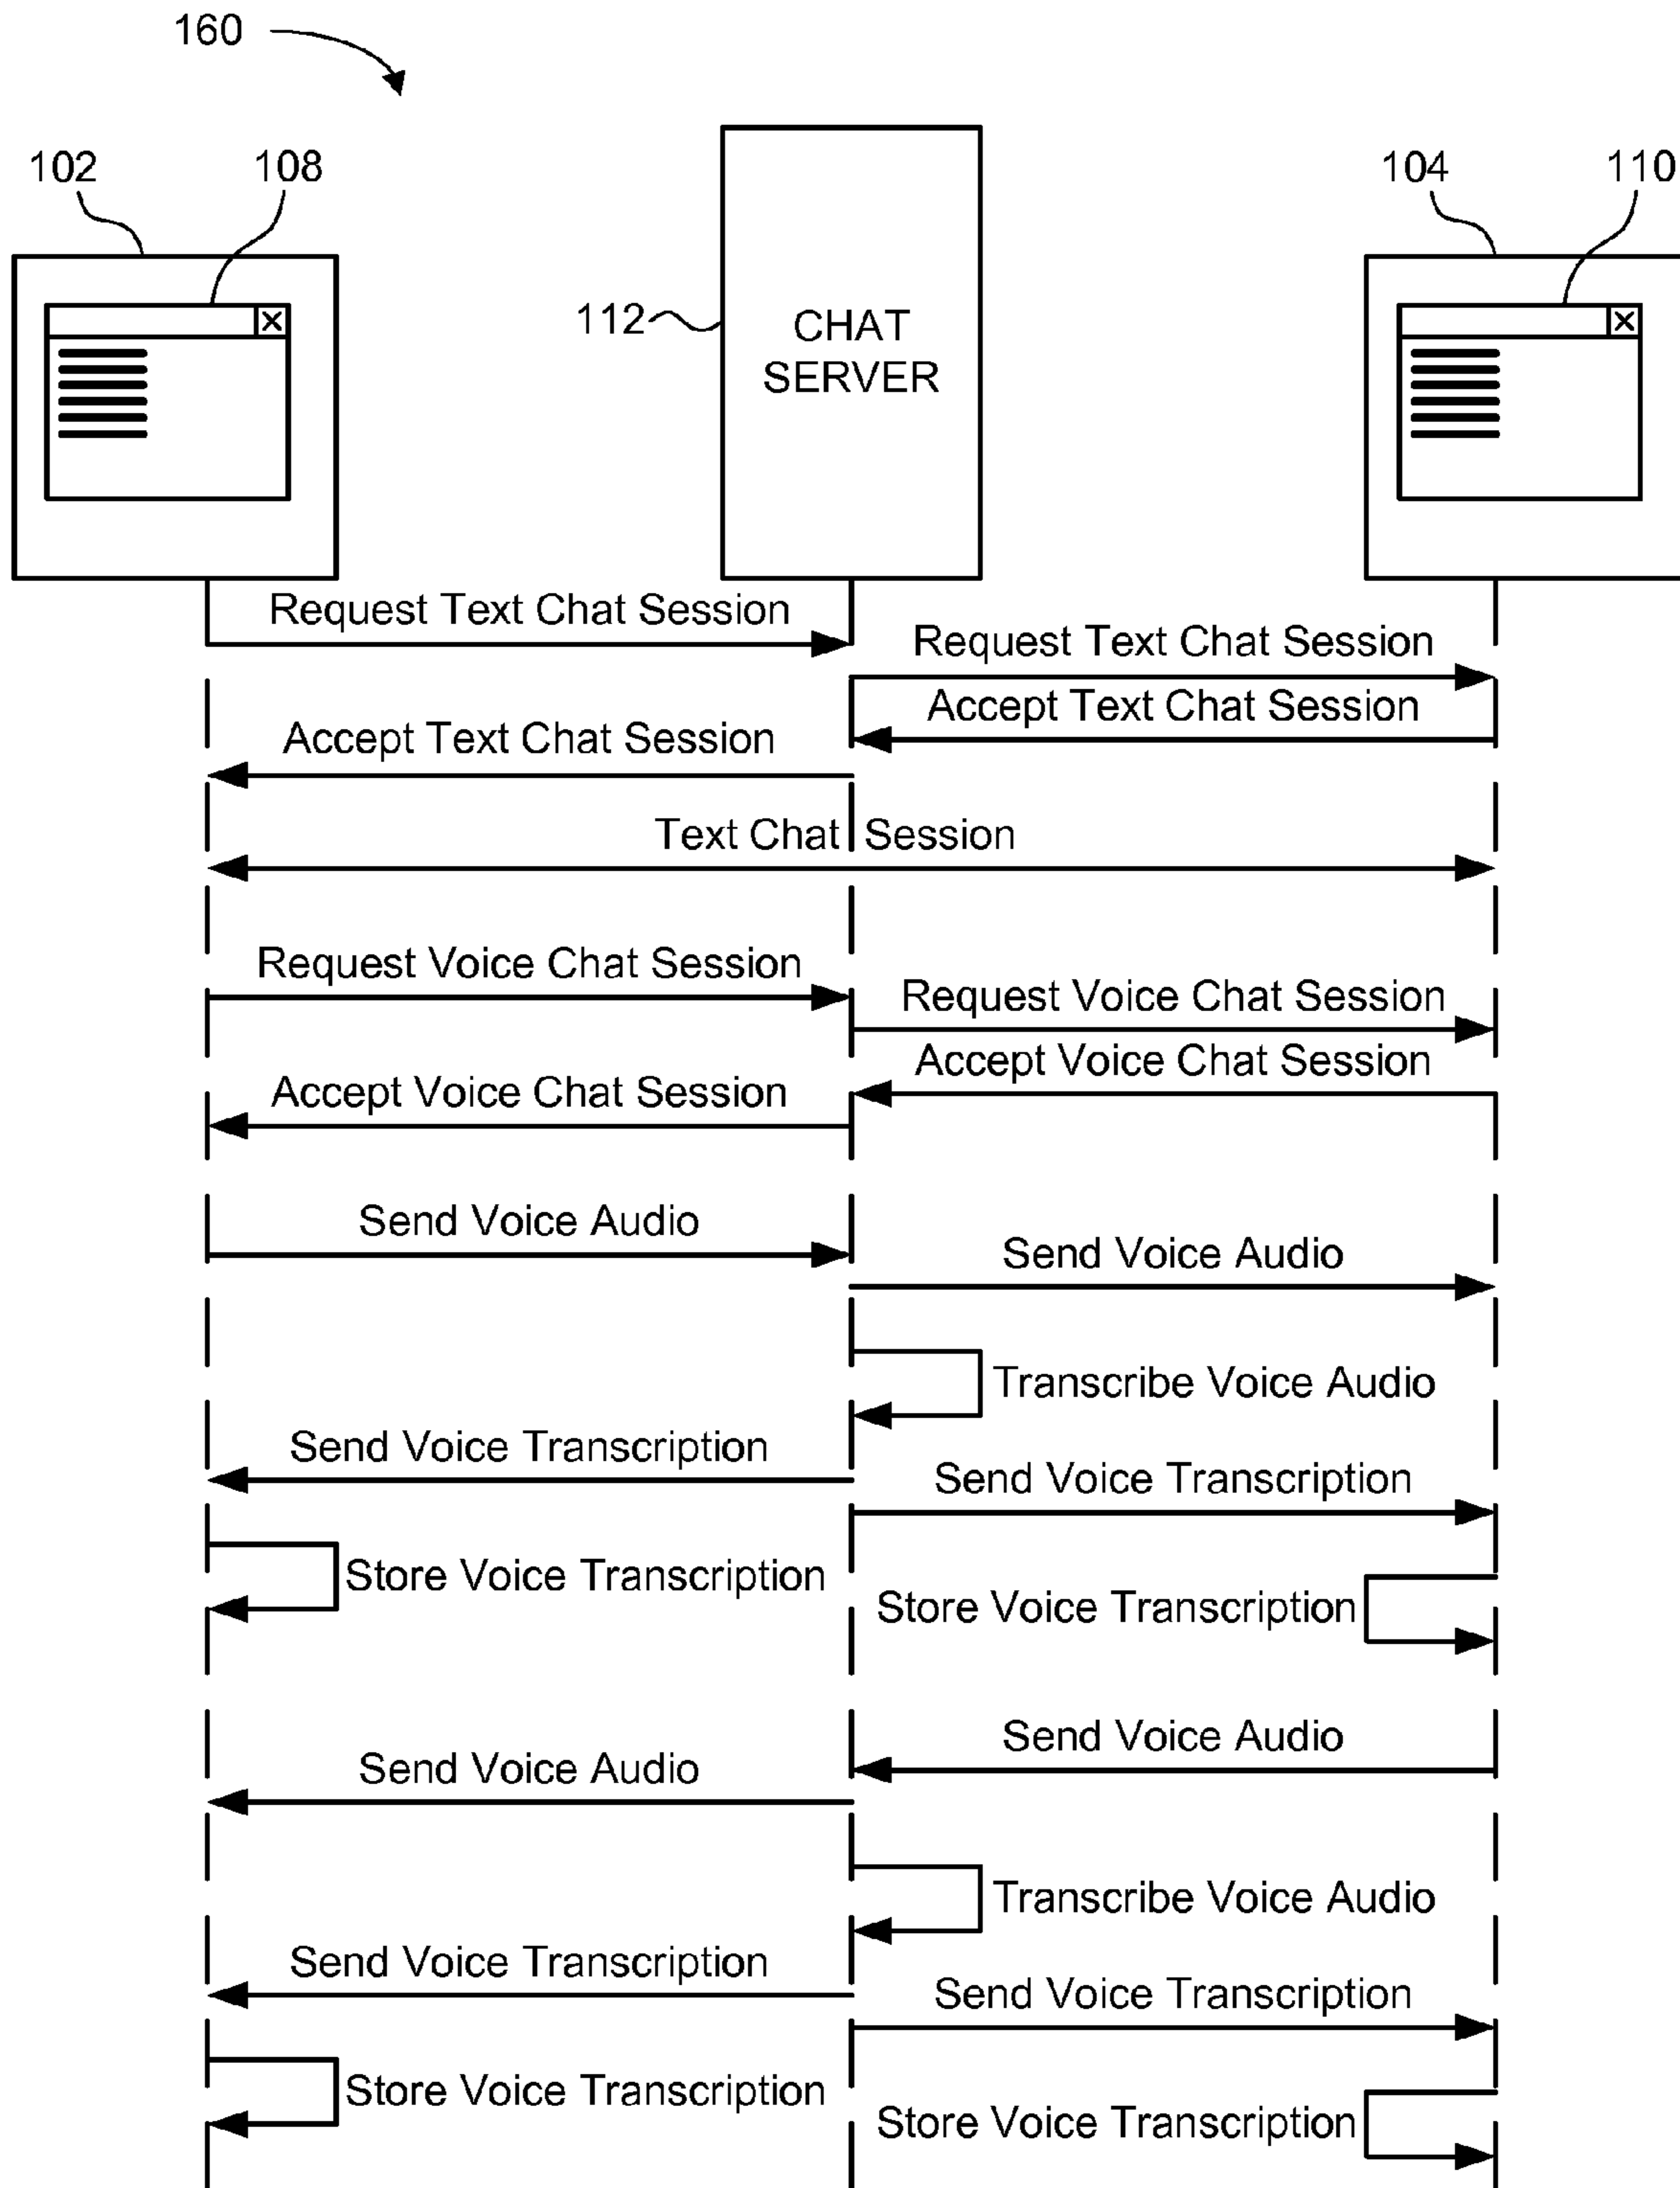 160
102
108
104
110
112
CHAT
SERVER
Request Text Chat Session
Request Text Chat Session
Accept Text Chat Session
Accept Text Chat Session
Text Chat Session
Request Voice Chat Session
Request Voice Chat Session
Accept Voice Chat Session
Accept Voice Chat Session
Send Voice Audio
Send Voice Audio
Transcribe Voice Audio
Send Voice Transcription
Send Voice Transcription
Store Voice Transcription
Store Voice Transcription
Send Voice Audio
Send Voice Audio
Transcribe Voice Audio
Send Voice Transcription
Send Voice Transcription
Store Voice Transcription
Store Voice Transcription